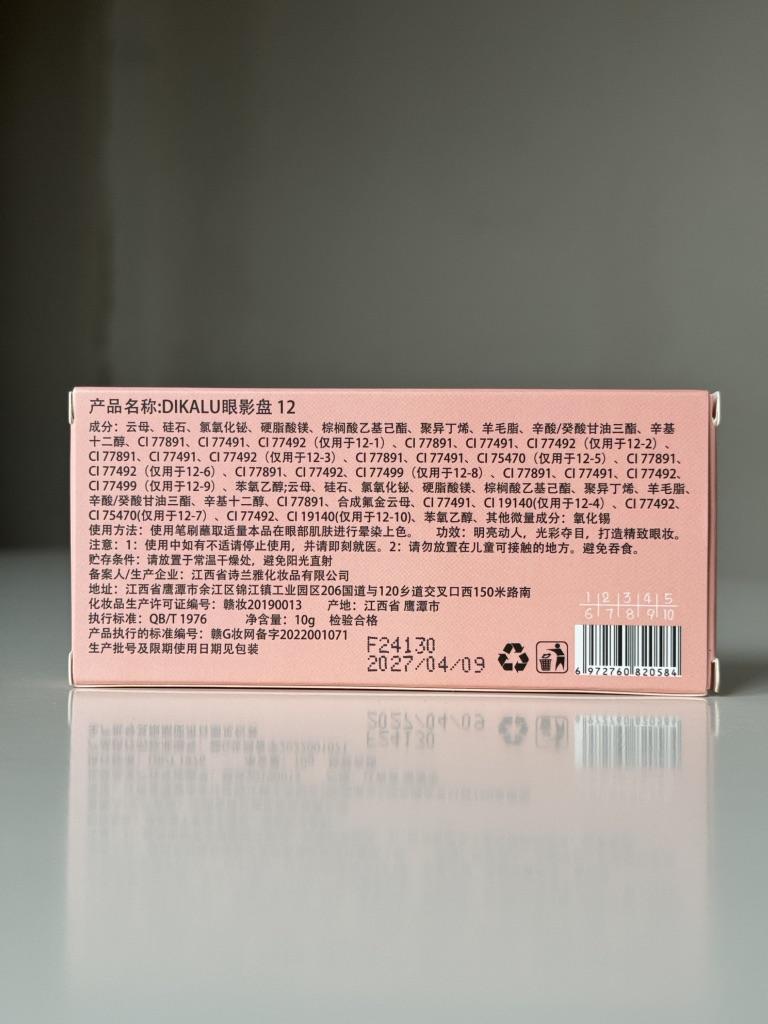 产品名称:DIKALU眼影盘 12
成分：云母、硅石、氯氧化铋、硬脂酸镁、棕榈酸乙基己酯、聚异丁烯、羊毛脂、辛酸/癸酸甘油三酯、辛基
十二醇、CI 77891、CI 77491、CI 77492（仅用于12-1）、CI 77891、CI 77491、CI 77492（仅用于12-2）、
CI 77891、CI 77491、CI 77492（仅用于12-3）、CI 77891、CI 77491、CI 75470（仅用于12-5）、CI 77891、
CI 77492（仅用于12-6）、CI 77891、CI 77492、CI 77499（仅用于12-8）、CI 77891、CI 77491、CI 77492、
CI 77499（仅用于12-9）、苯氧乙醇;云母、硅石、氯氧化铋、硬脂酸镁、棕榈酸乙基己酯、聚异丁烯、羊毛脂、
辛酸/癸酸甘油三酯、辛基十二醇、CI 77891、合成氟金云母、CI 77491、CI 19140(仅用于12-4）、CI 77492、
CI 75470(仅用于12-7）、CI 77492、CI 19140(仅用于12-10)、苯氧乙醇、其他微量成分：氧化锡
使用方法：使用笔刷蘸取适量本品在眼部肌肤进行晕染上色。 功效：明亮动人，光彩夺目，打造精致眼妆。
注意：1：使用中如有不适请停止使用，并请即刻就医。2：请勿放置在儿童可接触的地方。避免吞食。
贮存条件：请放置于常温干燥处，避免阳光直射
备案人/生产企业：江西省诗兰雅化妆品有限公司
地址：江西省鹰潭市余江区锦江镇工业园区206国道与120乡道交叉口西150米路南
化妆品生产许可证编号：赣妆20190013 产地：江西省 鹰潭市
执行标准：QB/T 1976 净含量：10g 检验合格
产品执行的标准编号：赣G妆网备字2022001071
生产批号及限期使用日期见包装
F24130
2027/04/09
1 2 3 4 5
6 7 8 9 10
6 972760 820584